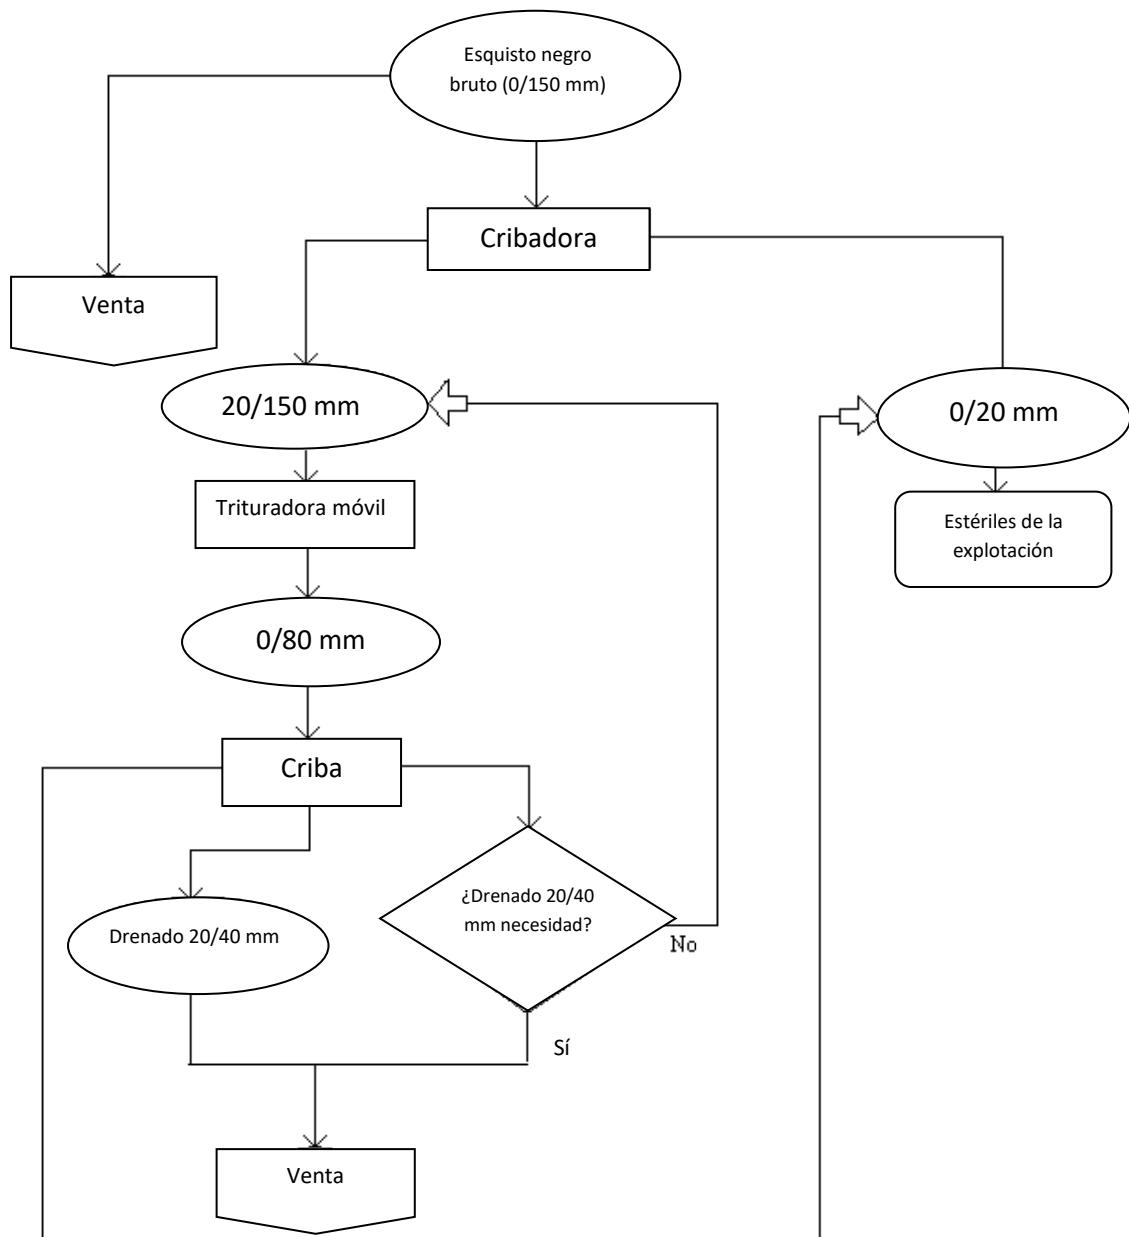 Esquisto negro
bruto (0/150 mm)
Cribadora
Venta
20/150 mm
0/20 mm
Trituradora móvil
Estériles de la
explotación
0/80 mm
Criba
¿Drenado 20/40
mm necesidad?
Drenado 20/40 mm
No
Sí
Venta